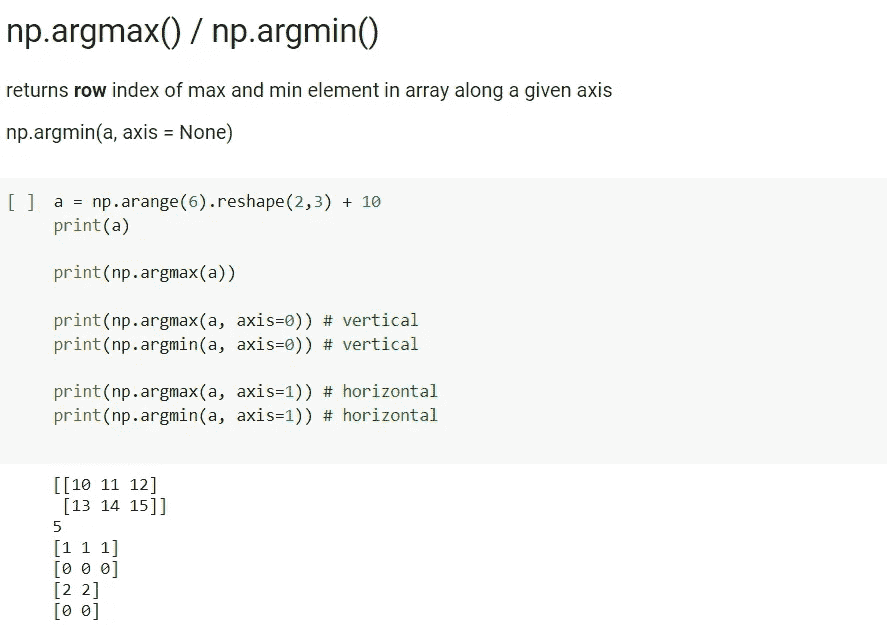 np.argmax() / np.argmin()
returns row index of max and min element in array along a given axis
np.argmin(a, axis = None)
[ ] a = np.arange(6).reshape(2,3) + 10
print(a)
print(np.argmax(a))
print(np.argmax(a, axis=0)) # vertical
print(np.argmin(a, axis=0)) # vertical
print(np.argmax(a, axis=1)) # horizontal
print(np.argmin(a, axis=1)) # horizontal
[[10 11 12]
[13 14 15]]
5
[1 1 1]
[0 0 0]
[2 2]
[0 0]